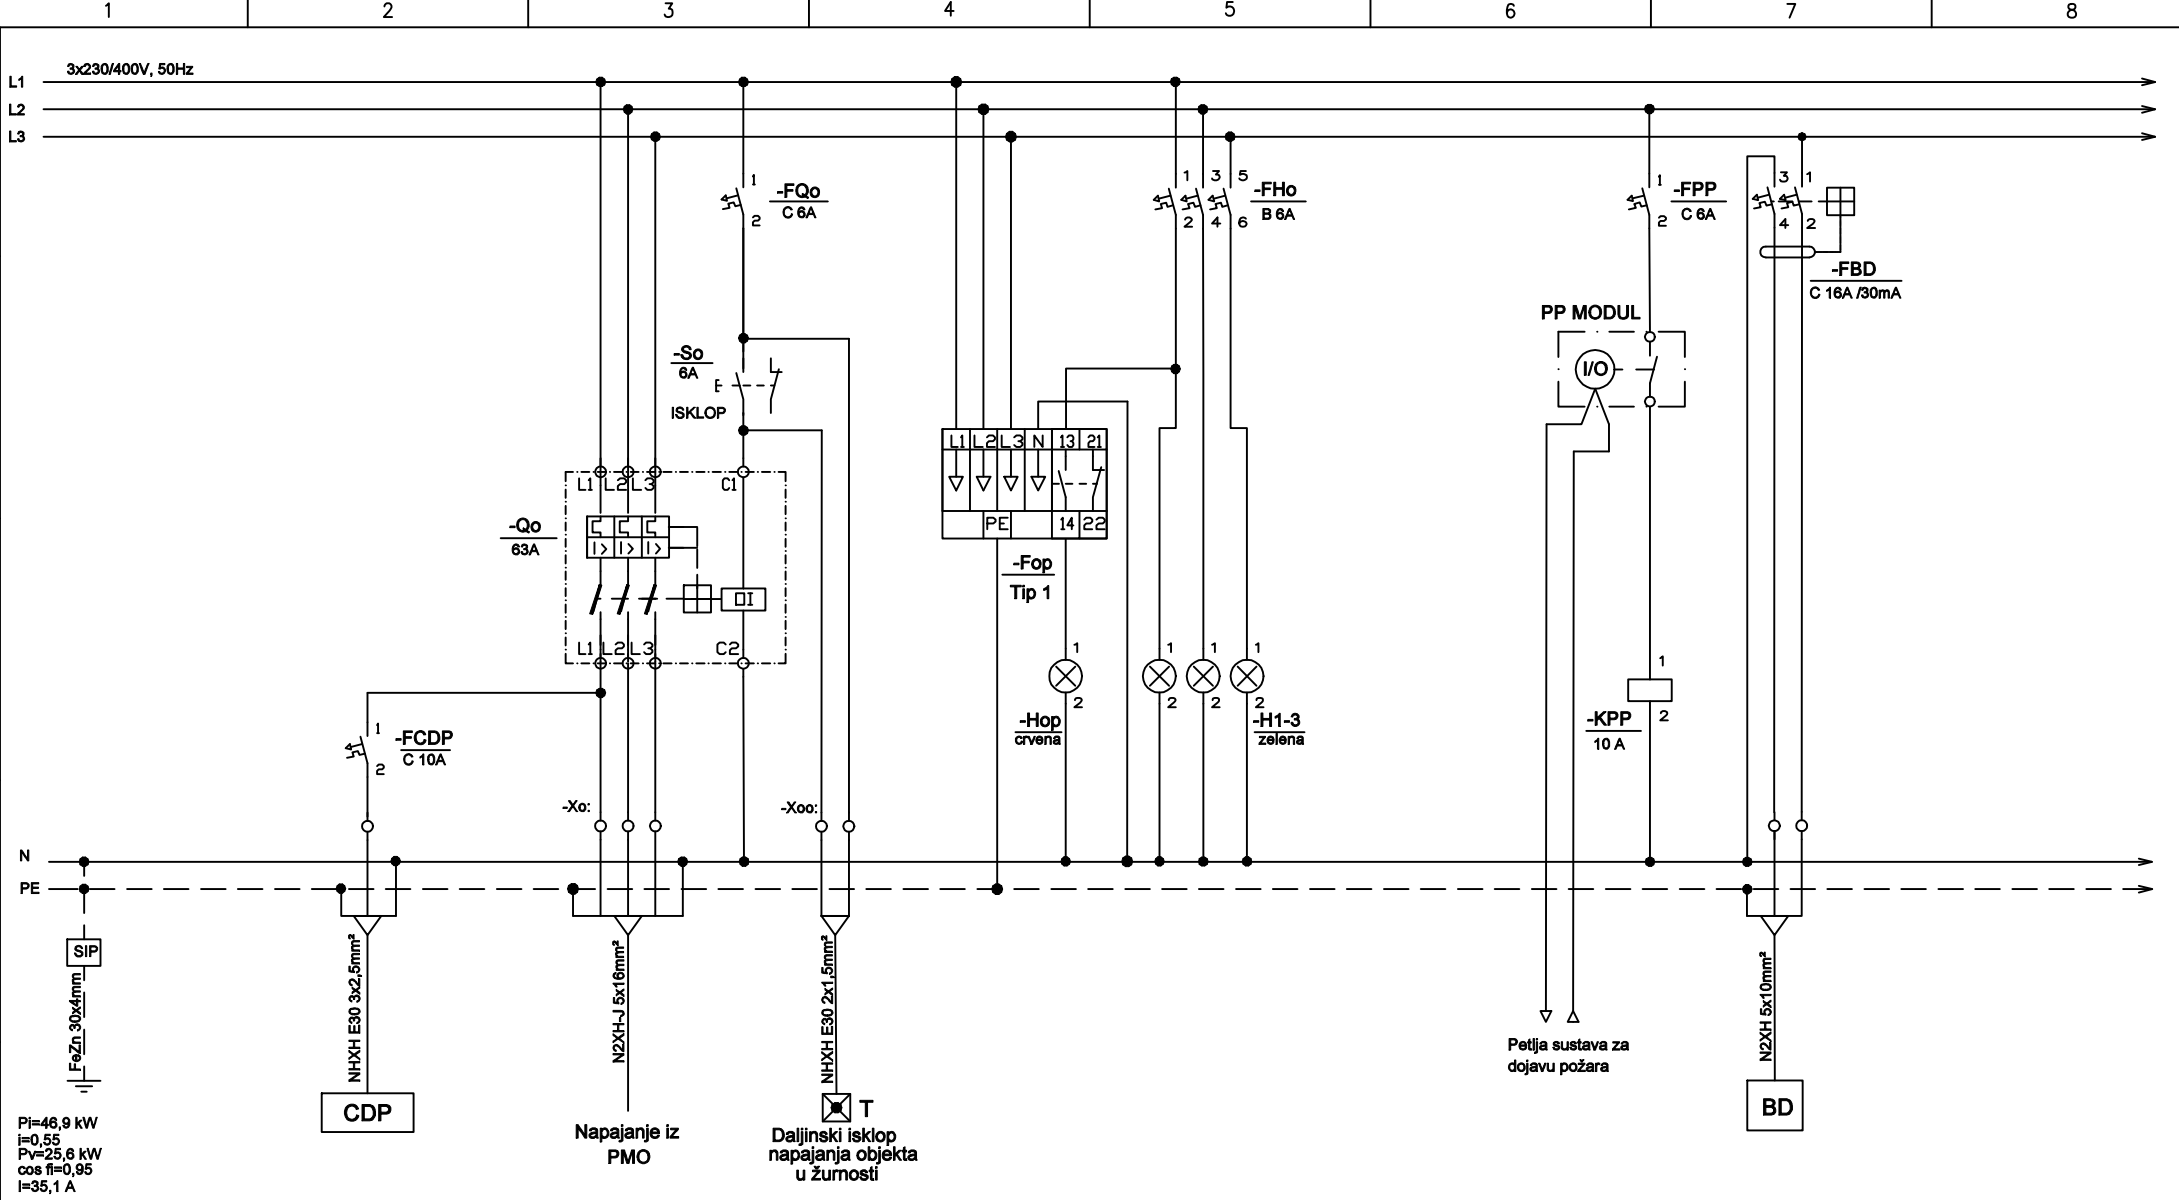 1 2 3 4 5 6 7 8
3x230/400V, 50Hz
L1
L2
L3
1
2
-FQo
C 6A
1 3 5
2 4 6
-FHo
B 6A
1
2
-FPP
C 6A
3 1
4 2
-FBD
C 16A /30mA
-So
6A
E
ISKLOP
PP MODUL
I/O
L1 L2 L3 N 13 21
PE 14 22
-Fop
Tip 1
L1 L2 L3 C1
-Qo
63A
I> I> I>
L1 L2 L3 C2
1 1 1 1
2 2 2 2
-Hop
crvena
-H1-3
zelena
1
2
-KPP
10 A
1
2
-FCDP
C 10A
-Xo:
-Xoo:
N
PE
SIP
FeZn 30x4mm
NHXH E30 3x2,5mm²
N2XH-J 5x16mm²
NHXH E30 2x1,5mm²
N2XH 5x10mm²
Petlja sustava za
dojavu požara
CDP
Napajanje iz
PMO
T
Daljinski isklop
napajanja objekta
u žurnosti
BD
Pi=46,9 kW
i=0,55
Pv=25,6 kW
cos fi=0,95
I=35,1 A